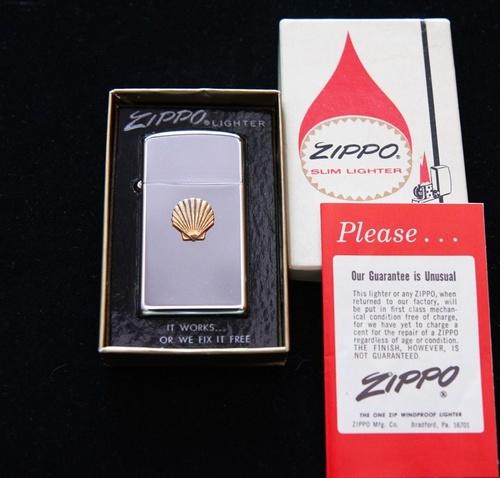 ZIPPO® LIGHTER
IT WORKS...
OR WE FIX IT FREE
ZIPPO®
SLIM LIGHTER
Please...
Our Guarantee is Unusual
This lighter or any ZIPPO, when
returned to our factory, will
be put in first class mechan-
ical condition free of charge,
for we have yet to charge a
cent for the repair of a ZIPPO
regardless of age or condition.
THE FINISH, HOWEVER, IS
NOT GUARANTEED.
ZIPPO®
THE ONE ZIP WINDPROOF LIGHTER
ZIPPO Mfg. Co. Bradford, Pa. 16701